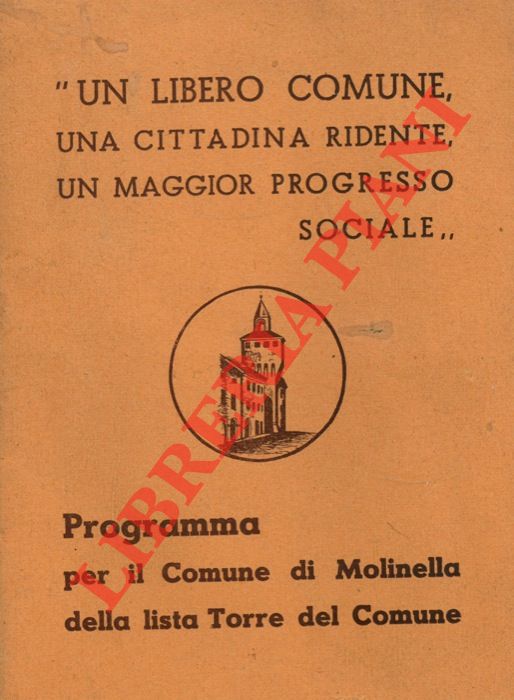 "UN LIBERO COMUNE,
UNA CITTADINA RIDENTE,
UN MAGGIOR PROGRESSO
SOCIALE,,
Programma
per il Comune di Molinella
della lista Torre del Comune
LIBRERIA PIANI